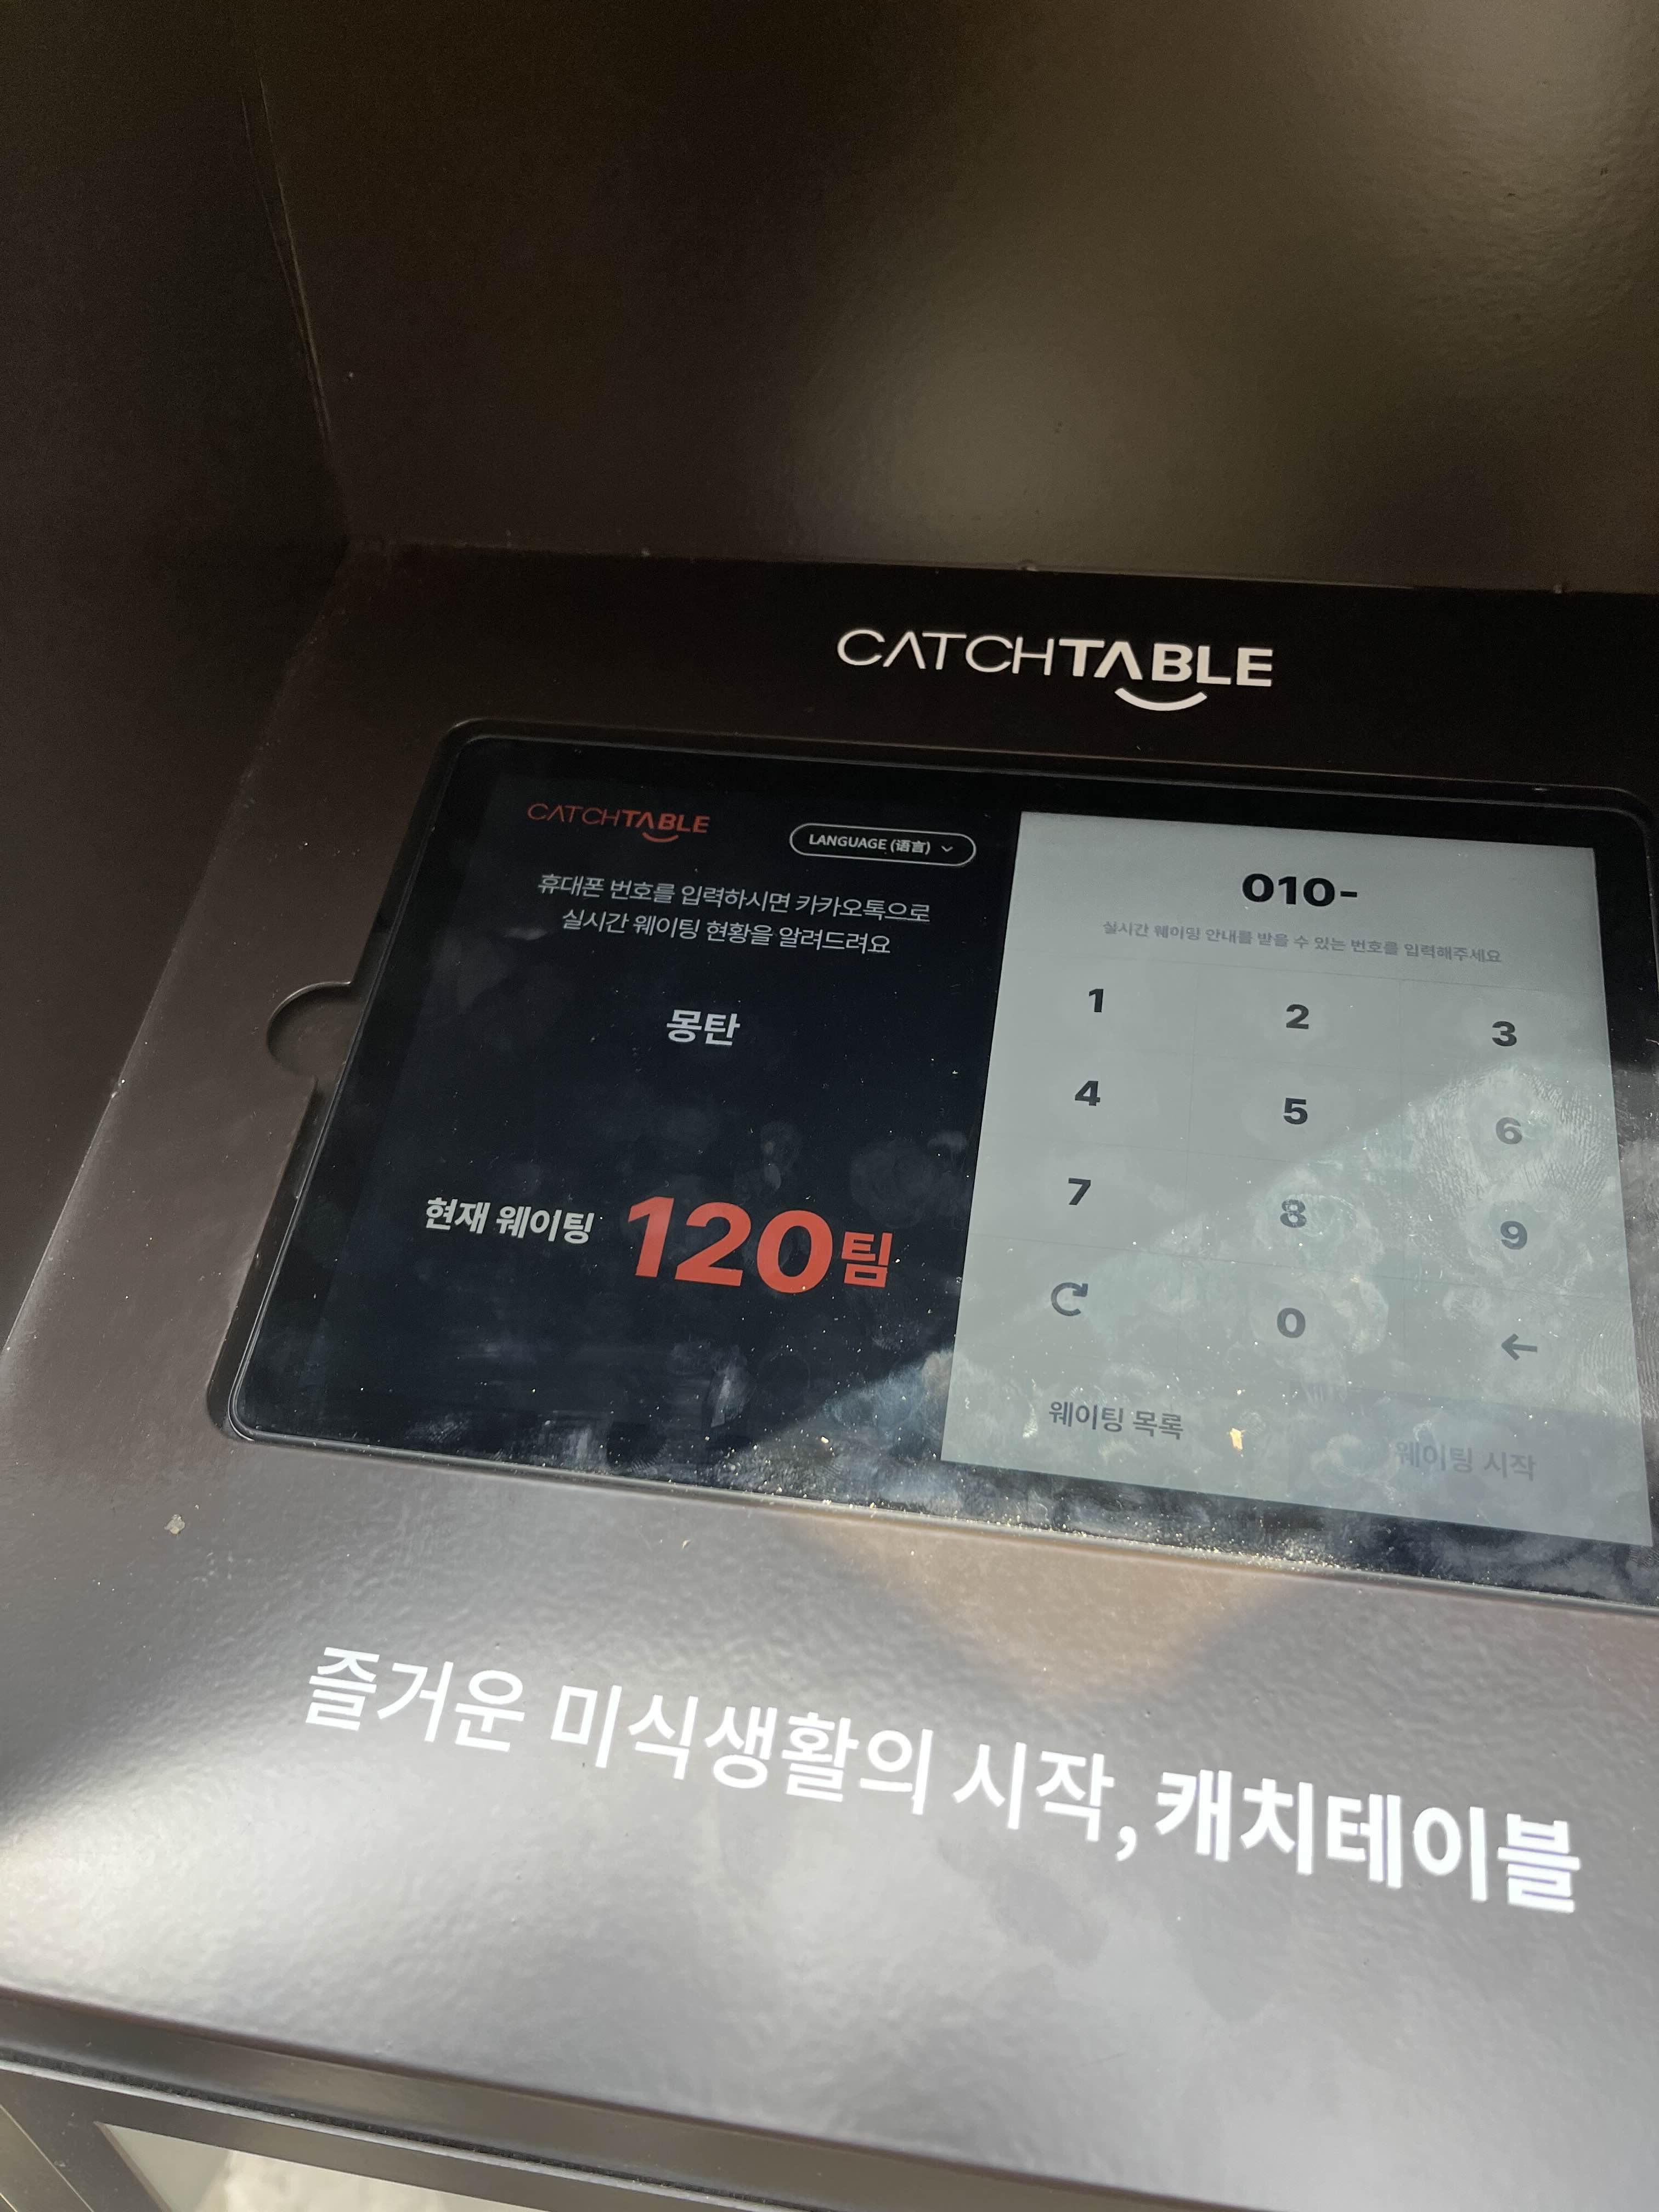 CATCHTABLE
CATCHTABLE
LANGUAGE (语言)
휴대폰 번호를 입력하시면 카카오톡으로
실시간 웨이팅 현황을 알려드려요
몽탄
현재 웨이팅 120팀
010-
실시간 웨이팅 안내를 받을 수 있는 번호를 입력해주세요
1 2 3
4 5 6
7 8 9
0
웨이팅 목록 웨이팅 시작
즐거운 미식생활의 시작, 캐치테이블